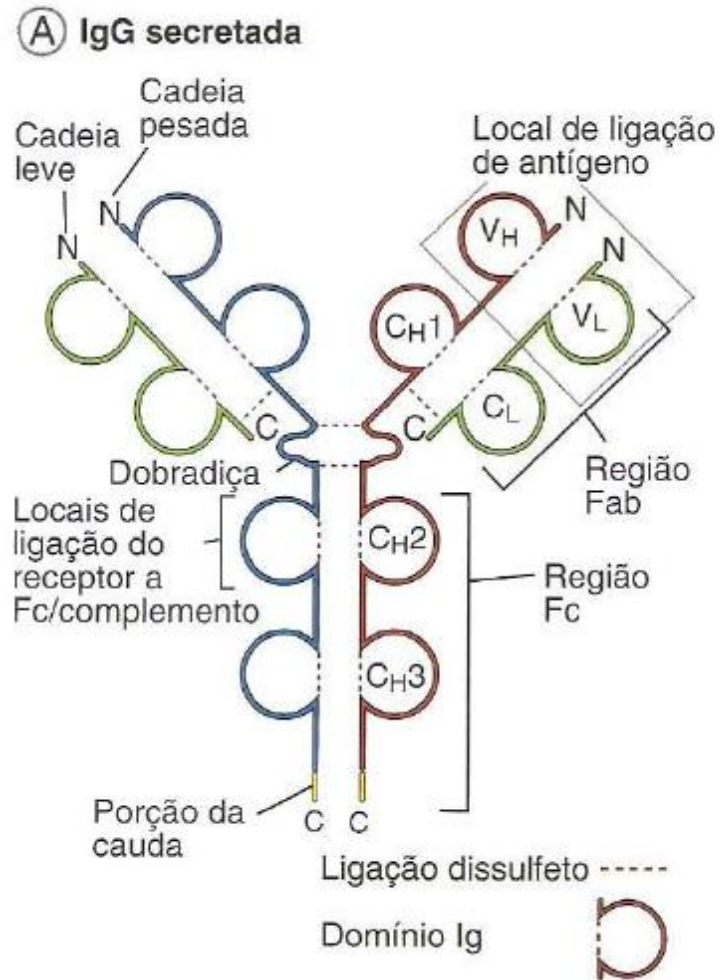 A IgG secretada
Cadeia
pesada
Cadeia
leve
Local de ligação
de antígeno
N
N
N
N
VH
VL
CH1
CL
C
C
Dobradiça
Região
Fab
Locais de
ligação do
receptor a
Fc/complemento
CH2
Região
Fc
CH3
Porção da
cauda
C
C
Ligação dissulfeto
Domínio Ig